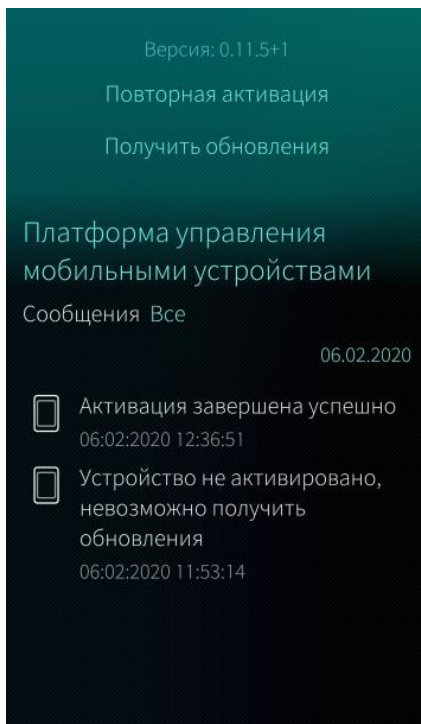 Версия: 0.11.5+1
Повторная активация
Получить обновления
Платформа управления
мобильными устройствами
Сообщения Все
06.02.2020
Активация завершена успешно
06:02:2020 12:36:51
Устройство не активировано,
невозможно получить
обновления
06:02:2020 11:53:14